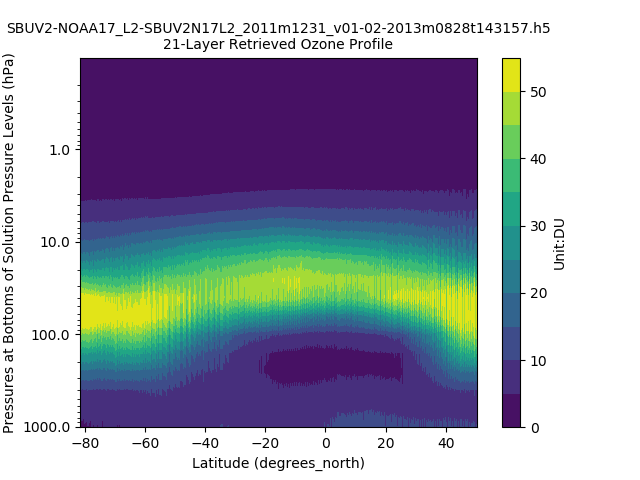 SBUV2-NOAA17_L2-SBUV2N17L2_2011m1231_v01-02-2013m0828t143157.h5
21-Layer Retrieved Ozone Profile
Pressures at Bottoms of Solution Pressure Levels (hPa)
1.0
10.0
100.0
1000.0
−80 −60 −40 −20 0 20 40
Latitude (degrees_north)
50
40
30
20
10
0
Unit:DU